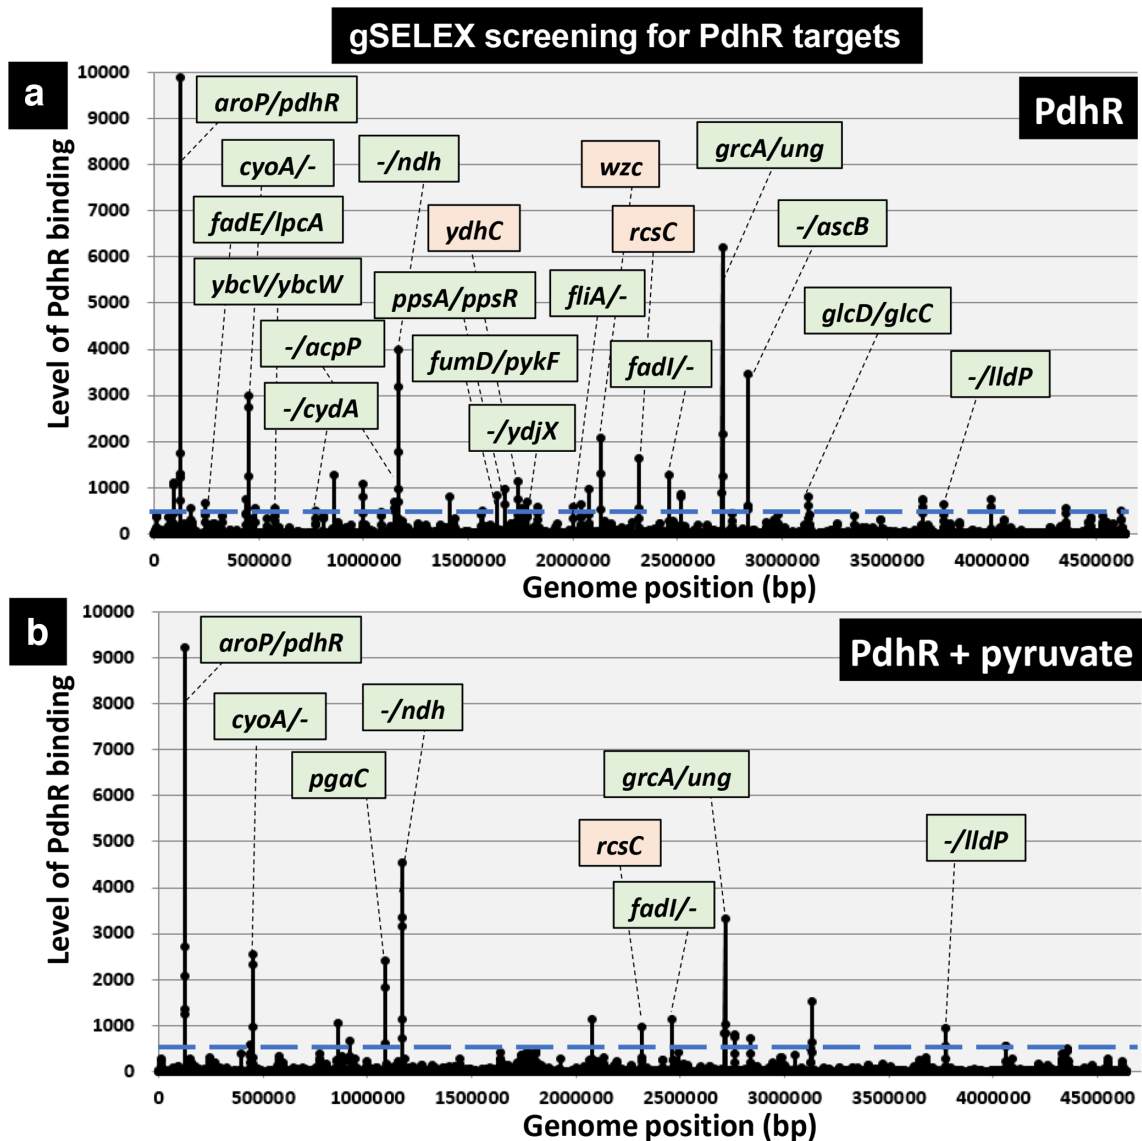 gSELEX screening for PdhR targets
a
PdhR
Level of PdhR binding
10000
9000
8000
7000
6000
5000
4000
3000
2000
1000
0
aroP/pdhR
cyoA/-
fadE/lpcA
ybcV/ybcW
-/acpP
-/cydA
-/ndh
ydhC
ppsA/ppsR
fumD/pykF
-/ydjX
wzc
rcsC
fliA/-
fadI/-
grcA/ung
-/ascB
glcD/glcC
-/lldP
0 500000 1000000 1500000 2000000 2500000 3000000 3500000 4000000 4500000
Genome position (bp)
b
PdhR + pyruvate
Level of PdhR binding
10000
9000
8000
7000
6000
5000
4000
3000
2000
1000
0
aroP/pdhR
cyoA/-
-/ndh
pgaC
grcA/ung
rcsC
fadI/-
-/lldP
0 500000 1000000 1500000 2000000 2500000 3000000 3500000 4000000 4500000
Genome position (bp)